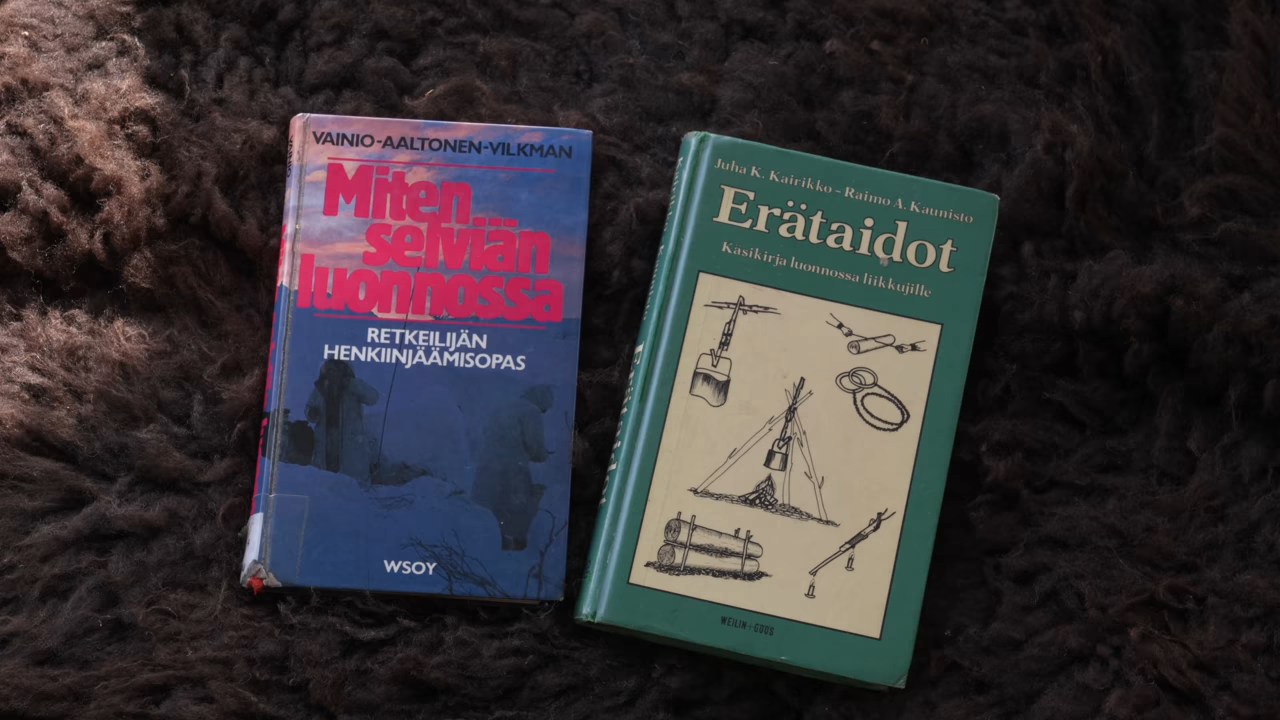 VAINIO-AALTONEN-VILKMAN
Miten...
selviän
luonnossa
RETKEILIJÄN
HENKIINJÄÄMISOPAS
WSOY
Juha K. Kairikko - Raimo A. Kaunisto
Erätaidot
Käsikirja luonnossa liikkujille
WEILIN+GÖÖS